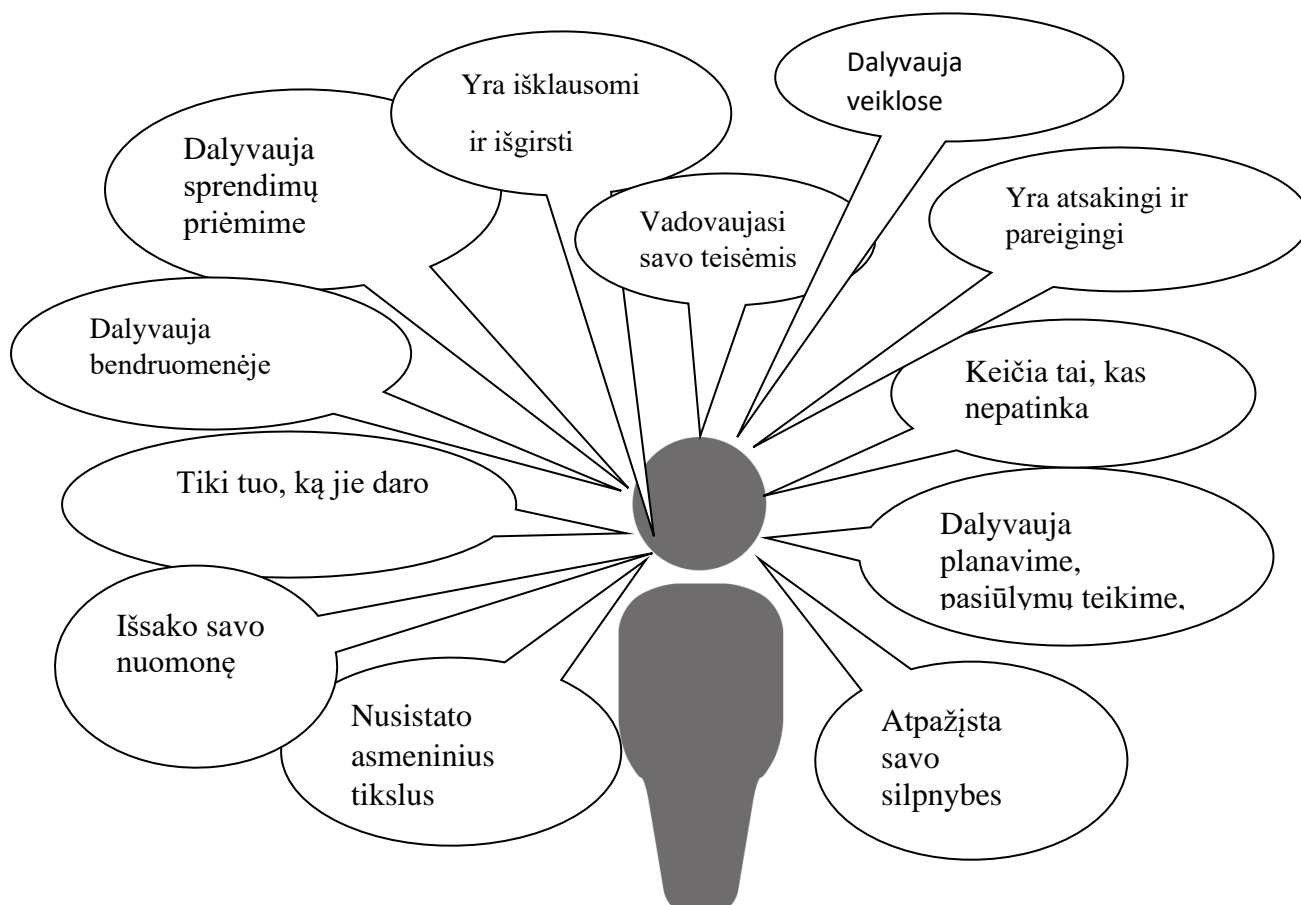 Yra išklausomi
ir išgirsti
Dalyvauja
veiklose
Dalyvauja
sprendimų
priėmime
Vadovaujasi
savo teisėmis
Yra atsakingi ir
pareigingi
Dalyvauja
bendruomenėje
Keičia tai, kas
nepatinka
Tiki tuo, ką jie daro
Dalyvauja
planavime,
pasiūlymų teikime,
Išsako savo
nuomonę
Nusistato
asmeninius
tikslus
Atpažįsta
savo
silpnybes